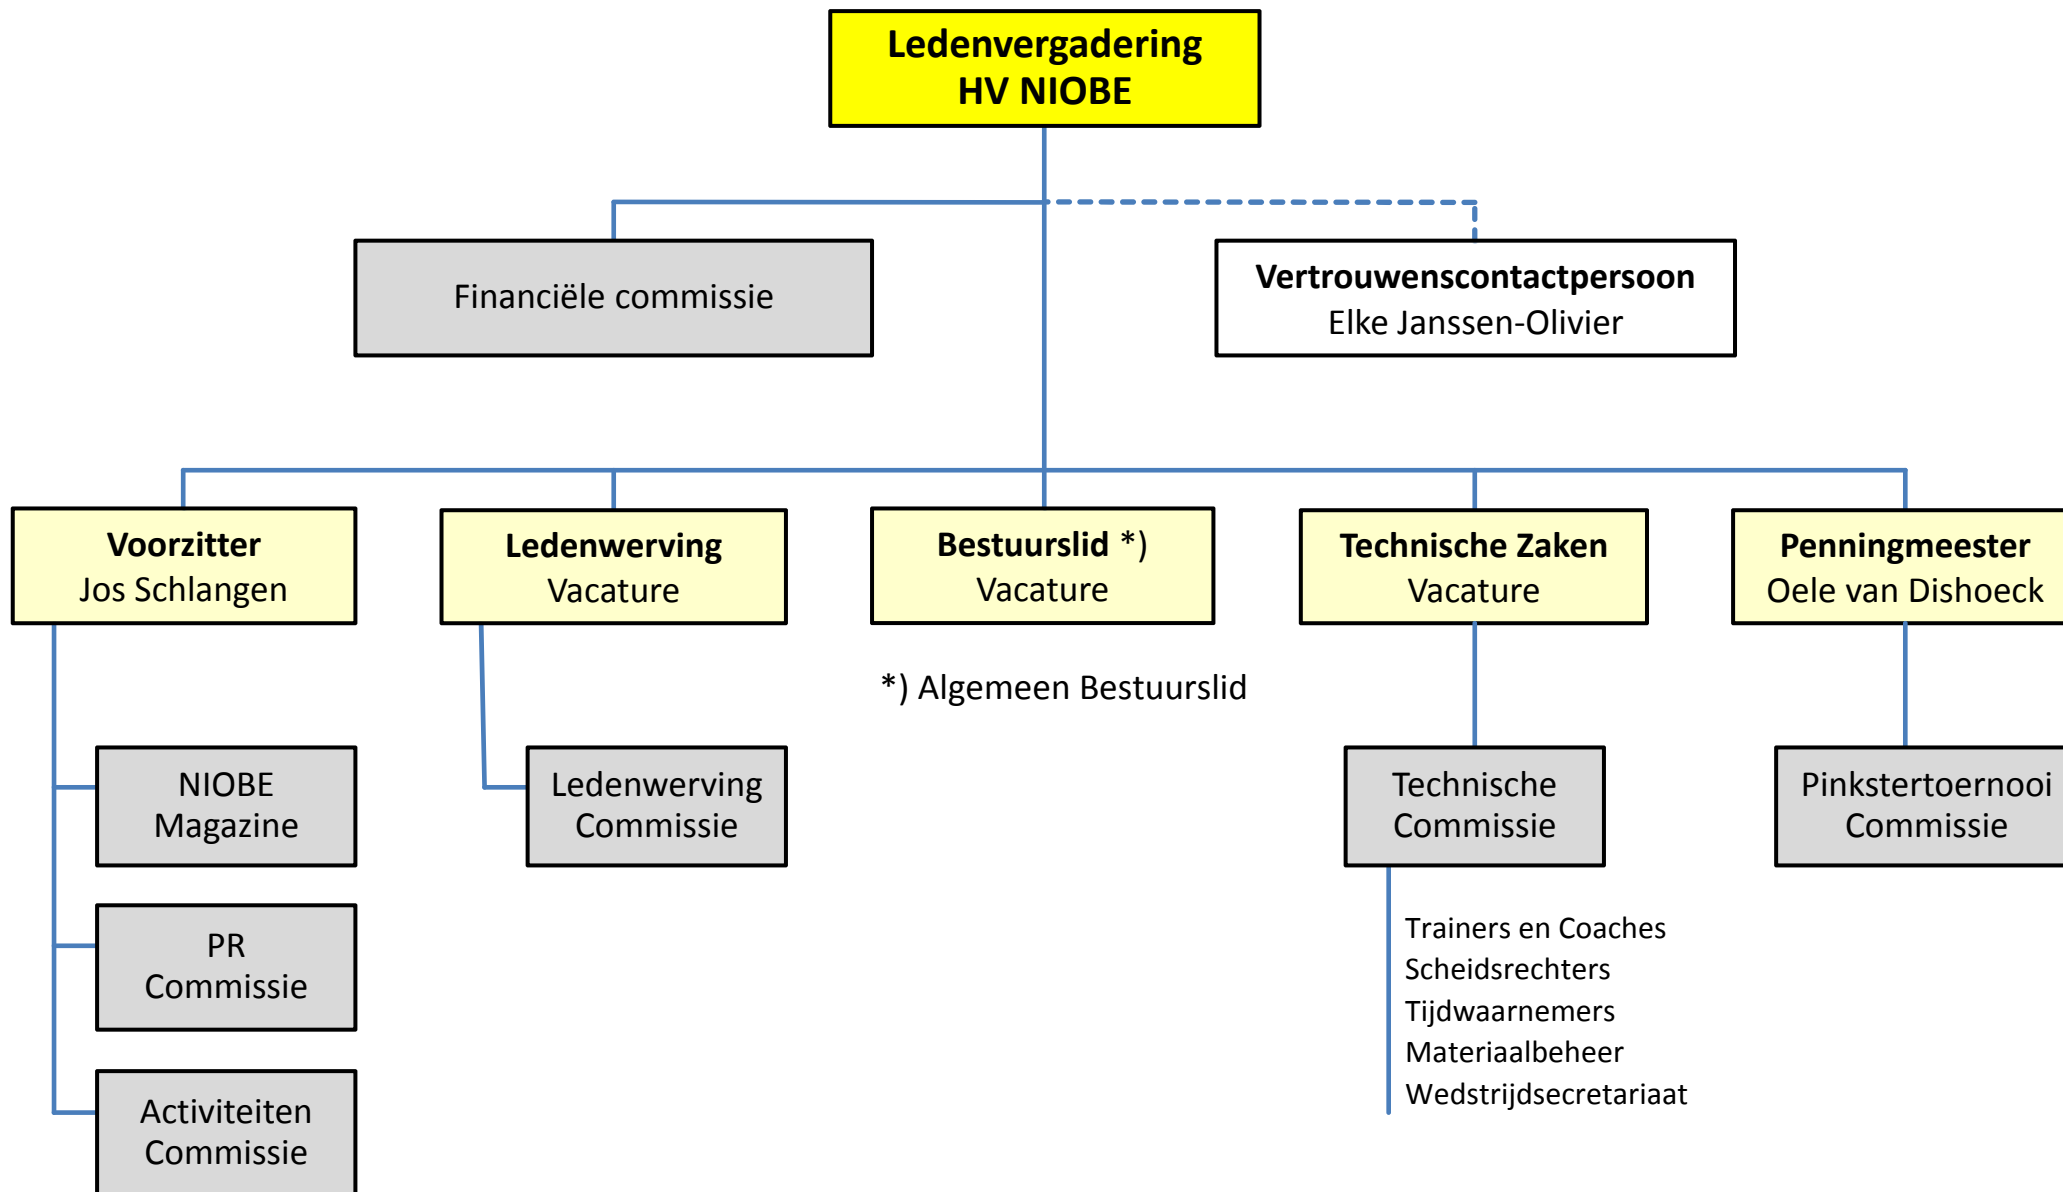 Ledenvergadering
HV NIOBE
Financiële commissie
Vertrouwenscontactpersoon
Elke Janssen-Olivier
Voorzitter
Jos Schlangen
Ledenwerving
Vacature
Bestuurslid *)
Vacature
Technische Zaken
Vacature
Penningmeester
Oele van Dishoeck
*) Algemeen Bestuurslid
NIOBE
Magazine
Ledenwerving
Commissie
Technische
Commissie
Pinkstertoernooi
Commissie
PR
Commissie
Activiteiten
Commissie
Trainers en Coaches
Scheidsrechters
Tijdwaarnemers
Materiaalbeheer
Wedstrijdsecretariaat